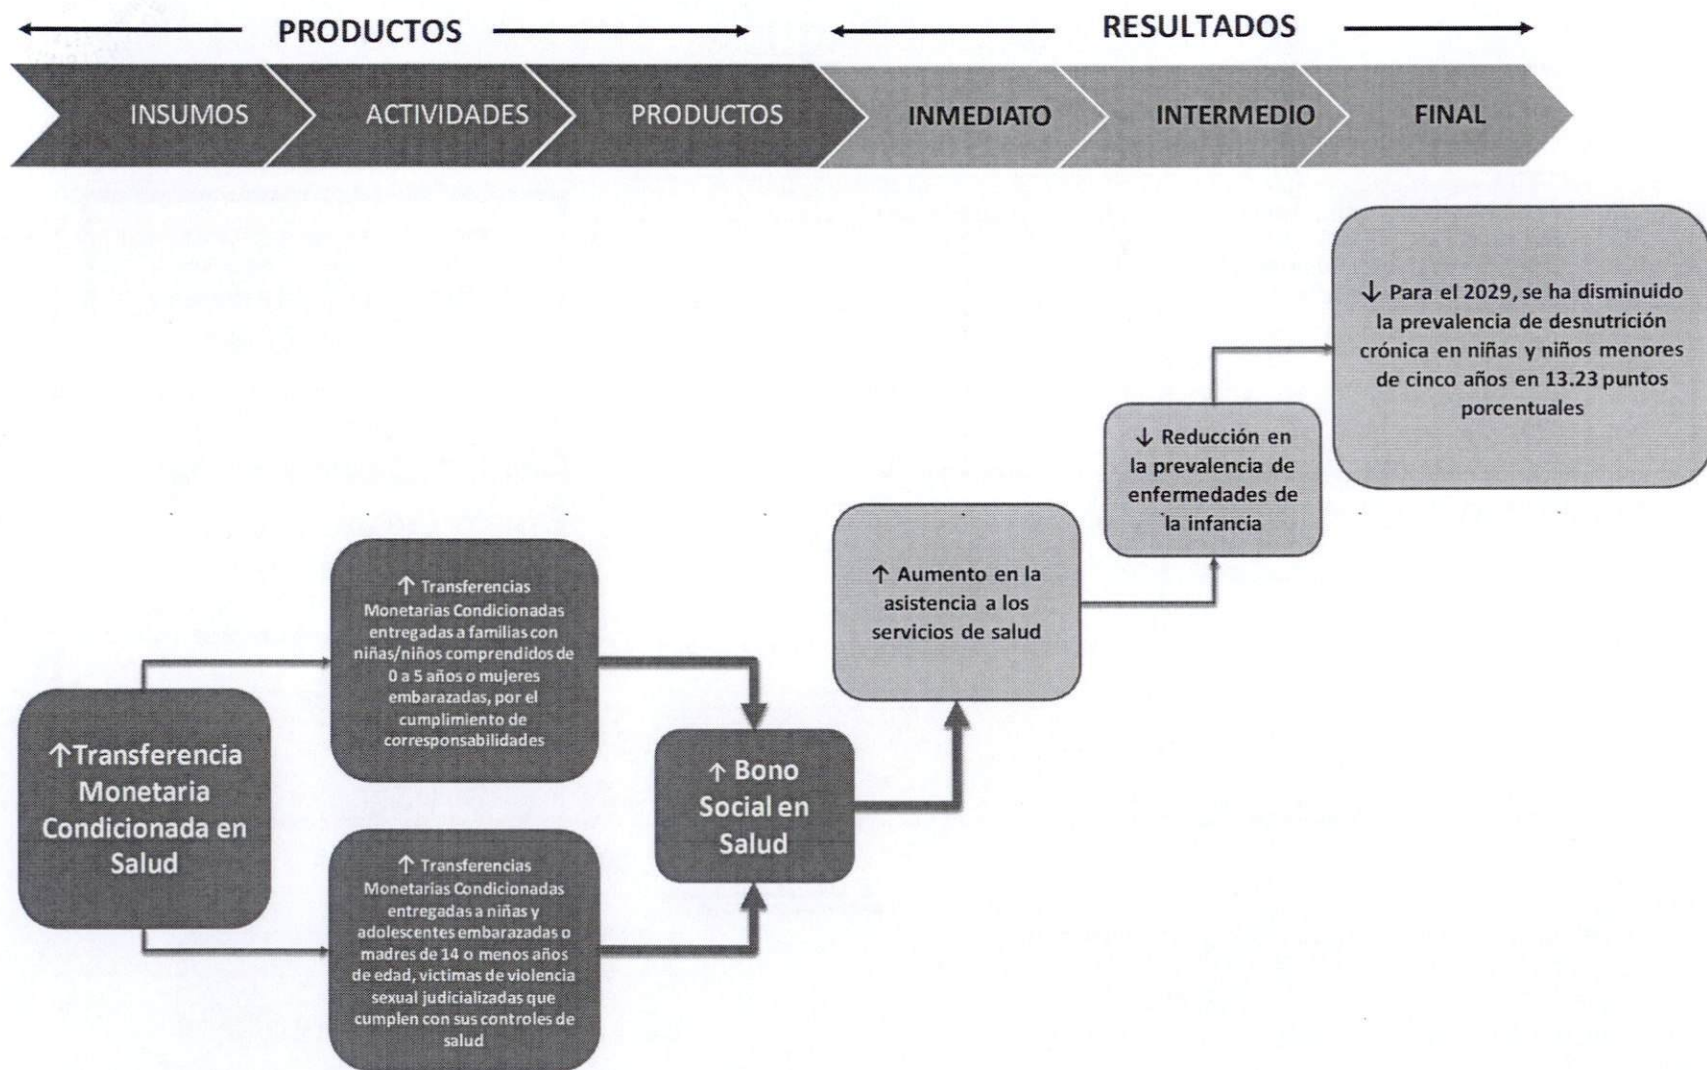 PRODUCTOS
RESULTADOS
INSUMOS
ACTIVIDADES
PRODUCTOS
INMEDIATO
INTERMEDIO
FINAL
↓ Para el 2029, se ha disminuido
la prevalencia de desnutrición
crónica en niñas y niños menores
de cinco años en 13.23 puntos
porcentuales
↓ Reducción en
la prevalencia de
enfermedades de
la infancia
↑ Aumento en la
asistencia a los
servicios de salud
↑ Transferencias
Monetarias Condicionadas
entregadas a familias con
niñas/niños comprendidos de
0 a 5 años o mujeres
embarazadas, por el
cumplimiento de
corresponsabilidades
↑Transferencia
Monetaria
Condicionada en
Salud
↑ Bono
Social en
Salud
↑ Transferencias
Monetarias Condicionadas
entregadas a niñas y
adolescentes embarazadas o
madres de 14 o menos años
de edad, victimas de violencia
sexual judicializadas que
cumplen con sus controles de
salud